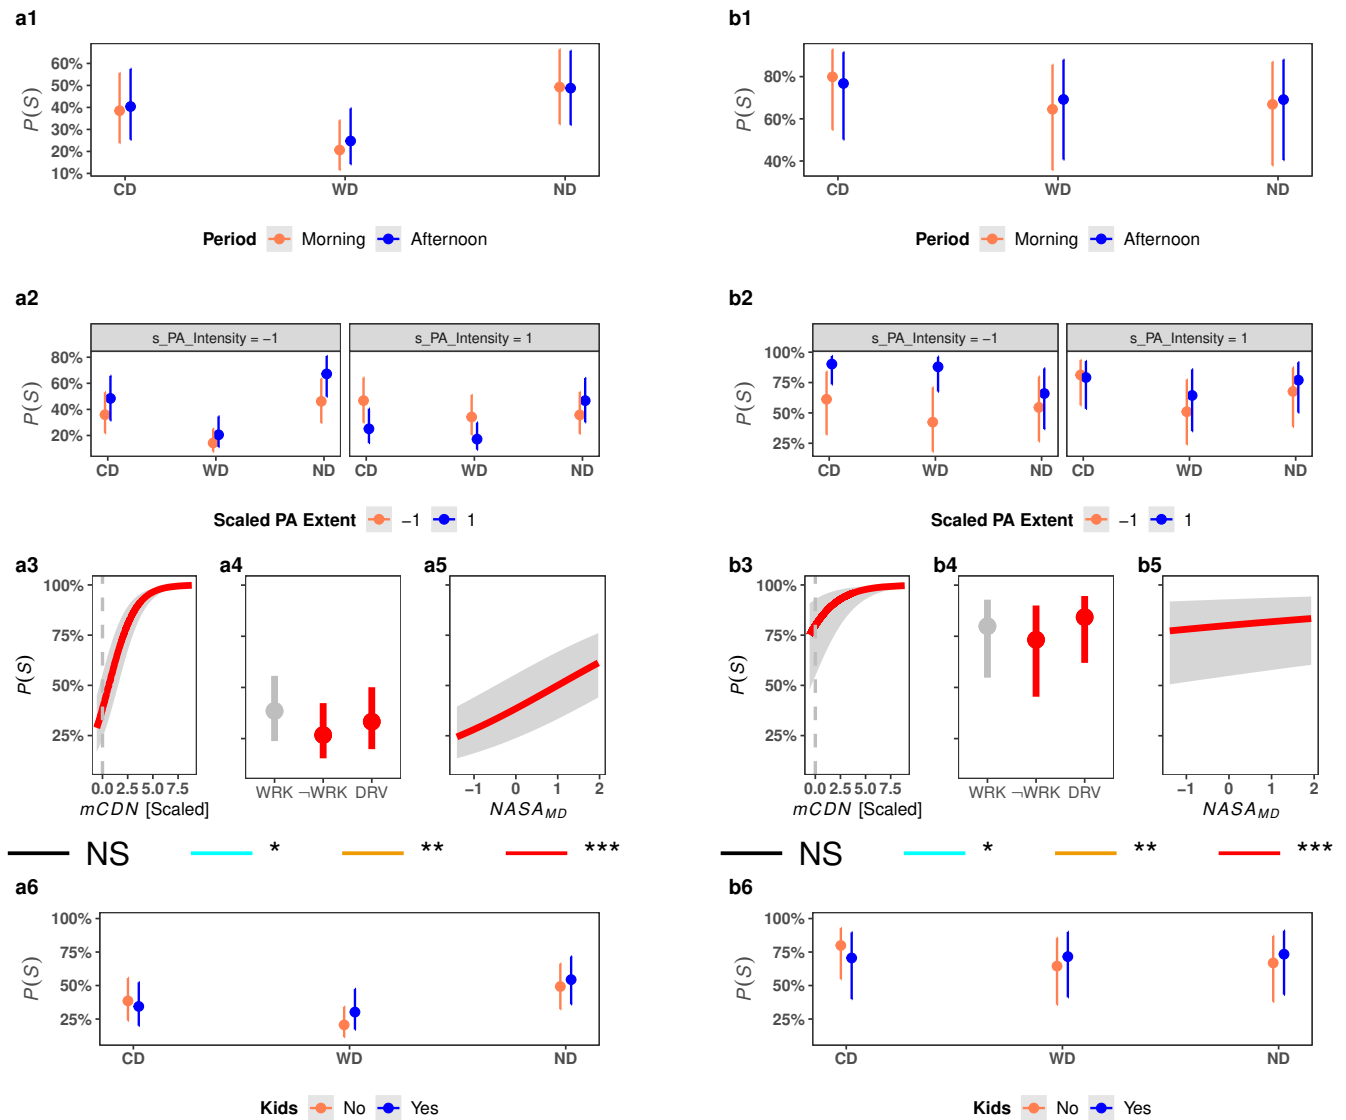 a1
60%
50%
40%
30%
20%
10%
P(S)
CD WD ND
Period Morning Afternoon
b1
80%
60%
40%
P(S)
CD WD ND
Period Morning Afternoon
a2
s_PA_Intensity = −1 s_PA_Intensity = 1
80%
60%
40%
20%
P(S)
CD WD ND CD WD ND
Scaled PA Extent −1 1
b2
s_PA_Intensity = −1 s_PA_Intensity = 1
100%
75%
50%
25%
P(S)
CD WD ND CD WD ND
Scaled PA Extent −1 1
a3 a4 a5
100%
75%
50%
25%
P(S)
0.0 2.5 5.0 7.5 WRK ¬WRK DRV −1 0 1 2
mCDN [Scaled] NASA_MD
b3 b4 b5
100%
75%
50%
25%
P(S)
0.0 2.5 5.0 7.5 WRK ¬WRK DRV −1 0 1 2
mCDN [Scaled] NASA_MD
NS * ** ***
NS * ** ***
a6
100%
75%
50%
25%
P(S)
CD WD ND
Kids No Yes
b6
100%
75%
50%
25%
P(S)
CD WD ND
Kids No Yes